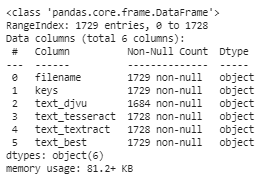 <class 'pandas.core.frame.DataFrame'>
RangeIndex: 1729 entries, 0 to 1728
Data columns (total 6 columns):
 #   Column          Non-Null Count  Dtype
---  ------          --------------  -----
 0   filename        1729 non-null   object
 1   keys            1729 non-null   object
 2   text_djvu       1684 non-null   object
 3   text_tesseract  1728 non-null   object
 4   text_textract   1728 non-null   object
 5   text_best       1729 non-null   object
dtypes: object(6)
memory usage: 81.2+ KB